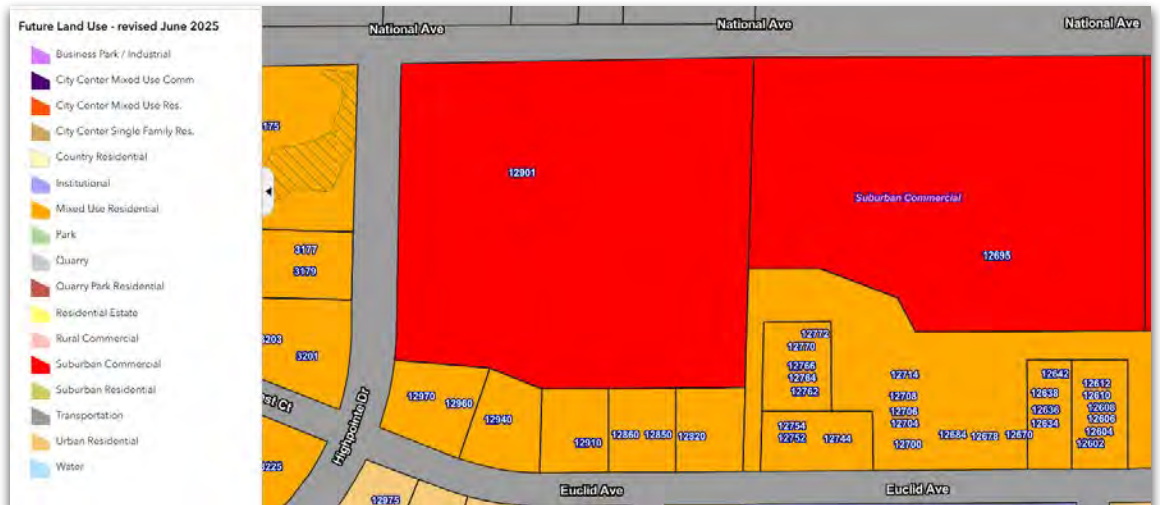 Future Land Use - revised June 2025
Business Park / Industrial
City Center Mixed Use Comm
City Center Mixed Use Res.
City Center Single Family Res.
Country Residential
Institutional
Mixed Use Residential
Park
Quarry
Quarry Park Residential
Residential Estate
Rural Commercial
Suburban Commercial
Suburban Residential
Transportation
Urban Residential
Water
National Ave
National Ave
National Ave
175
12901
Suburban Commercial
12695
3177
3179
3203
3201
st Ct
Highpointe Dr
3225
12970
12960
12940
12910
12860
12850
12820
12772
12770
12766
12764
12762
12754
12752
12744
12714
12708
12706
12704
12700
12684
12678
12670
12642
12638
12636
12634
12612
12610
12608
12606
12604
12602
12975
Euclid Ave
Euclid Ave